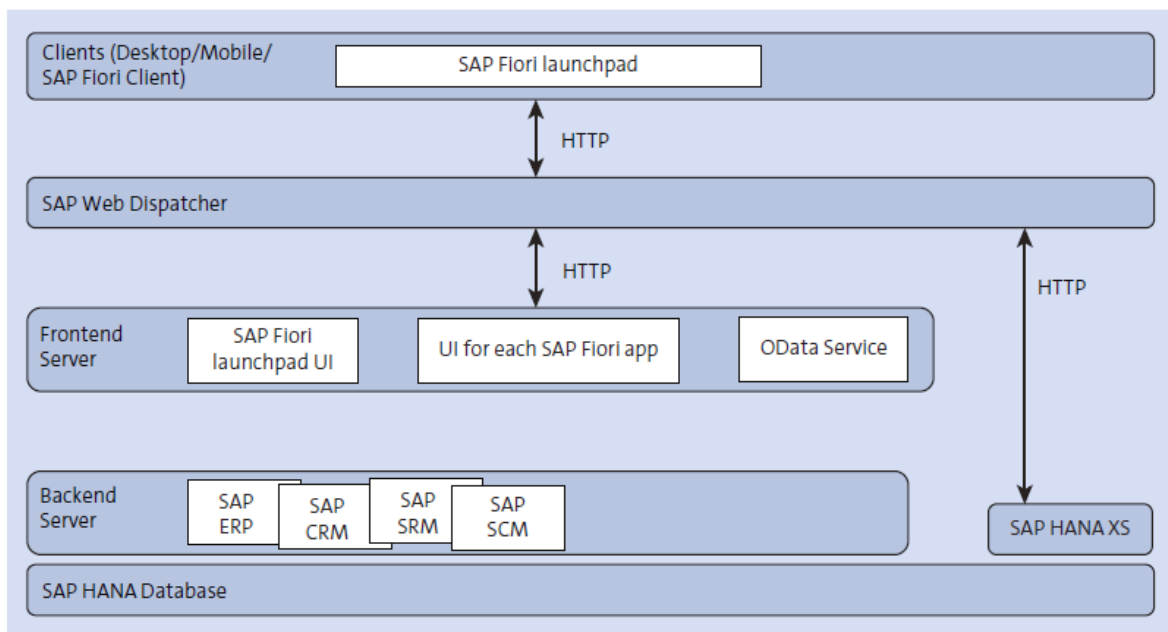 Clients (Desktop/Mobile/
SAP Fiori Client)
SAP Fiori launchpad
HTTP
SAP Web Dispatcher
HTTP
HTTP
Frontend
Server
SAP Fiori
launchpad UI
UI for each SAP Fiori app
OData Service
Backend
Server
SAP
ERP
SAP
CRM
SAP
SRM
SAP
SCM
SAP HANA XS
SAP HANA Database